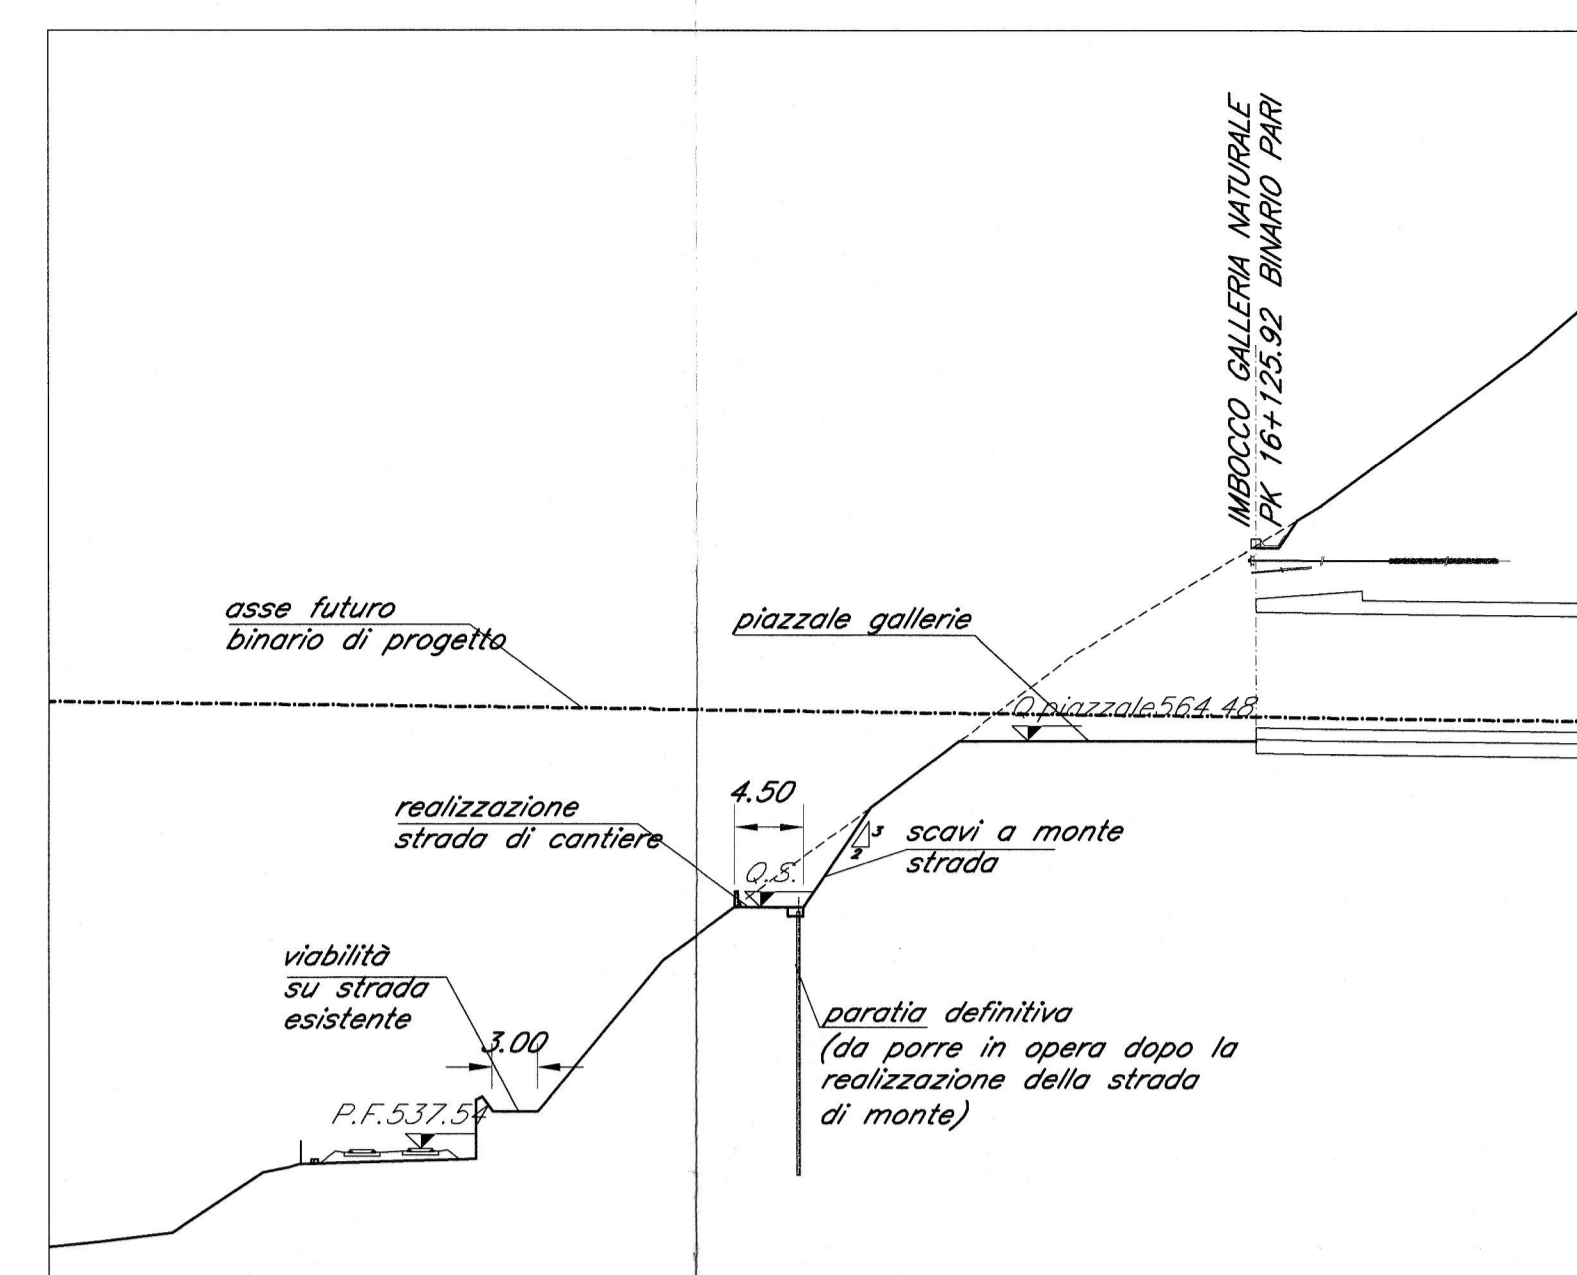 IMBOCCO GALLERIA NATURALE
PK 16+125.92 BINARIO PARI
asse futuro
binario di progetto
piazzale gallerie
Q.piazzale564.48
4.50
realizzazione
strada di cantiere
3
2
scavi a monte
strada
Q.S.
viabilità
su strada
esistente
3.00
P.F.537.54
paratia definitiva
(da porre in opera dopo la
realizzazione della strada
di monte)